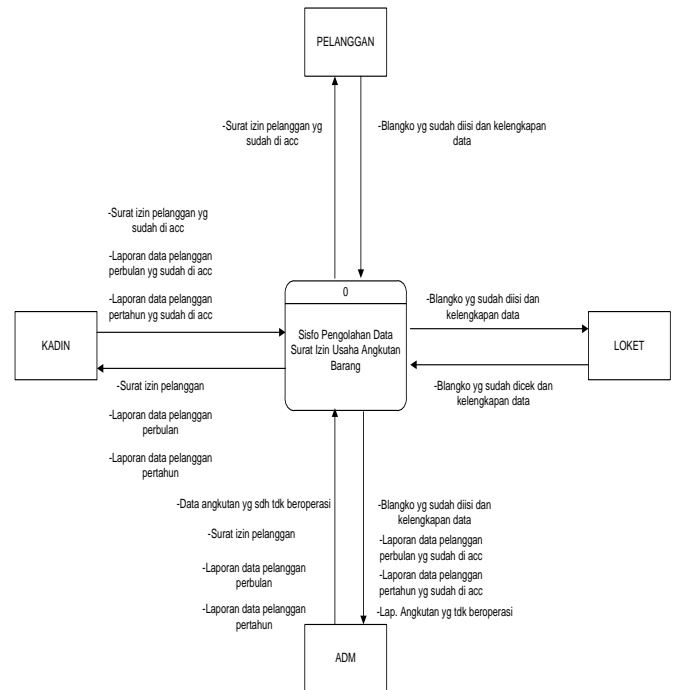 PELANGGAN
-Surat izin pelanggan yg
sudah di acc
-Blangko yg sudah diisi dan kelengkapan
data
-Surat izin pelanggan yg
sudah di acc
-Laporan data pelanggan
perbulan yg sudah di acc
-Laporan data pelanggan
pertahun yg sudah di acc
KADIN
0
Sisfo Pengolahan Data
Surat Izin Usaha Angkutan
Barang
-Blangko yg sudah diisi dan
kelengkapan data
LOKET
-Blangko yg sudah dicek dan
kelengkapan data
-Surat izin pelanggan
-Laporan data pelanggan
perbulan
-Laporan data pelanggan
pertahun
-Data angkutan yg sdh tdk beroperasi
-Surat izin pelanggan
-Laporan data pelanggan
perbulan
-Laporan data pelanggan
pertahun
-Blangko yg sudah diisi dan
kelengkapan data
-Laporan data pelanggan
perbulan yg sudah di acc
-Laporan data pelanggan
pertahun yg sudah di acc
-Lap. Angkutan yg tdk beroperasi
ADM